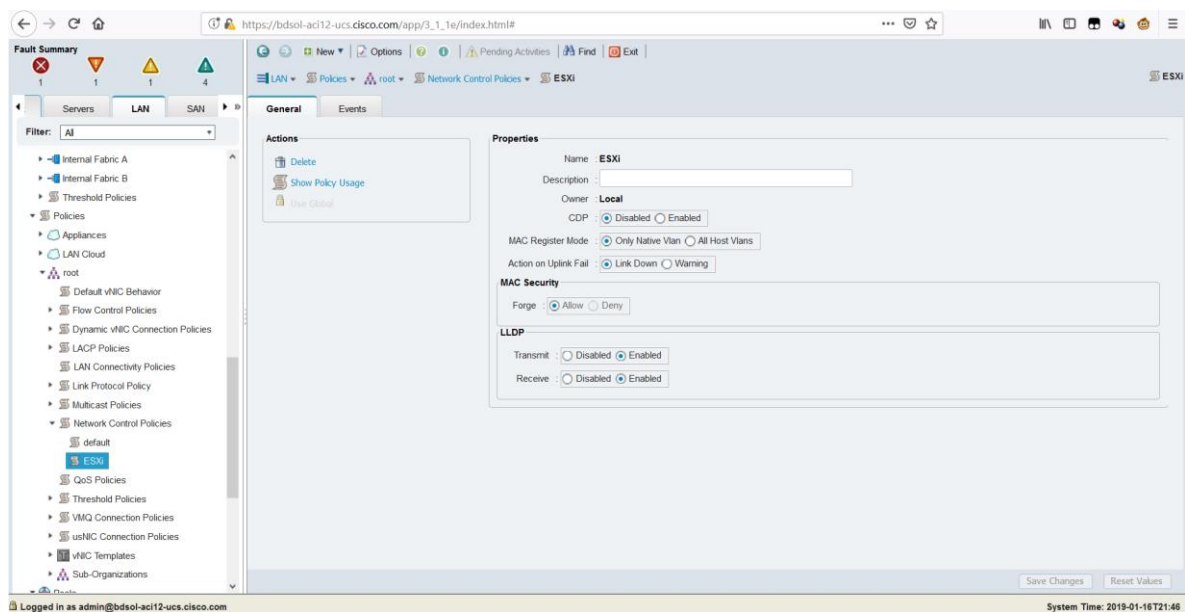 https://bdsol-aci12-ucs.cisco.com/app/3_1_1e/index.html#
Fault Summary
1 1 1 4
New Options Pending Activities Find Exit
LAN Policies root Network Control Policies ESXi
ESXi
Servers LAN SAN
General Events
Filter: All
Internal Fabric A
Internal Fabric B
Threshold Policies
Policies
Appliances
LAN Cloud
root
Default vNIC Behavior
Flow Control Policies
Dynamic vNIC Connection Policies
LACP Policies
LAN Connectivity Policies
Link Protocol Policy
Multicast Policies
Network Control Policies
default
ESXi
QoS Policies
Threshold Policies
VMQ Connection Policies
usNIC Connection Policies
vNIC Templates
Sub-Organizations
Actions
Delete
Show Policy Usage
Use Global
Properties
Name : ESXi
Description :
Owner : Local
CDP : Disabled Enabled
MAC Register Mode : Only Native Vlan All Host Vlans
Action on Uplink Fail : Link Down Warning
MAC Security
Forge : Allow Deny
LLDP
Transmit : Disabled Enabled
Receive : Disabled Enabled
Save Changes Reset Values
Logged in as admin@bdsol-aci12-ucs.cisco.com
System Time: 2019-01-16T21:46